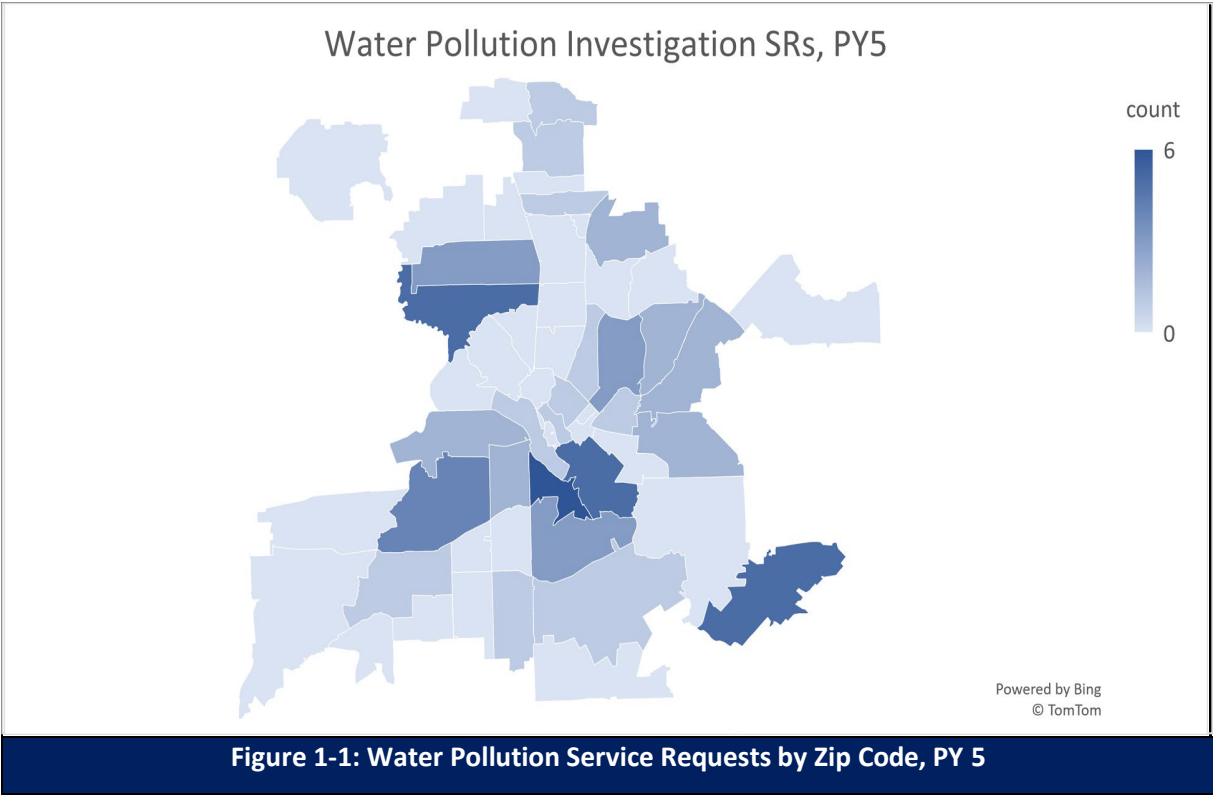 Water Pollution Investigation SRs, PY5
count
6
0
Powered by Bing
© TomTom
Figure 1-1: Water Pollution Service Requests by Zip Code, PY 5